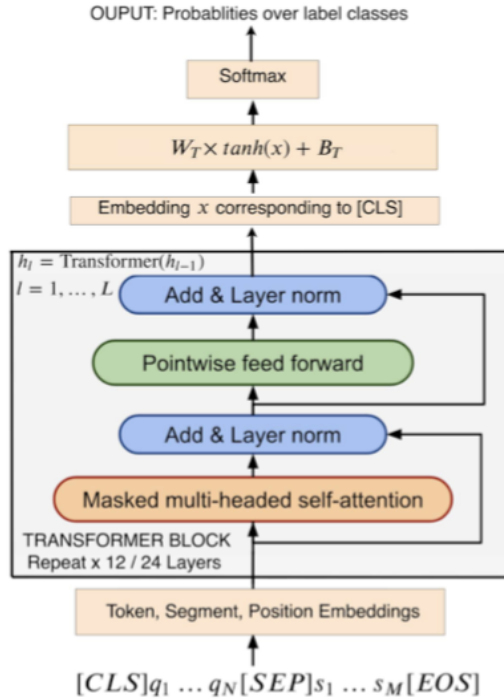 OUPUT: Probablities over label classes
Softmax
W_T × tanh(x) + B_T
Embedding x corresponding to [CLS]
h_l = Transformer(h_{l−1})
l = 1, … , L
Add & Layer norm
Pointwise feed forward
Add & Layer norm
Masked multi-headed self-attention
TRANSFORMER BLOCK
Repeat x 12 / 24 Layers
Token, Segment, Position Embeddings
[CLS]q_1 … q_N[SEP]s_1 … s_M[EOS]